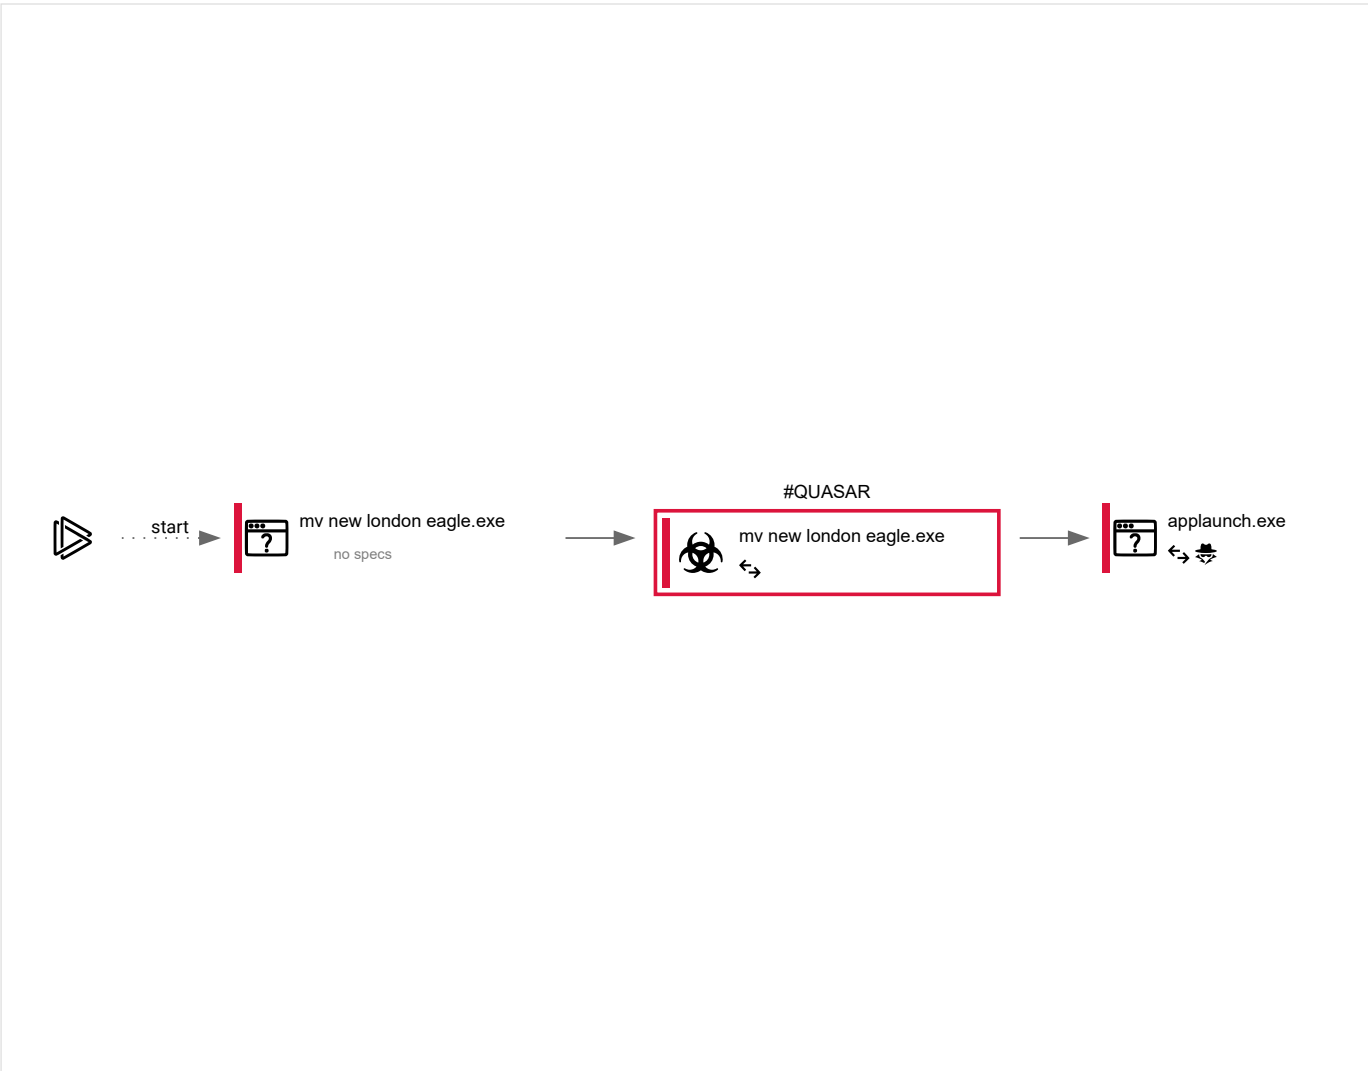 start
mv new london eagle.exe
no specs
#QUASAR
mv new london eagle.exe
applaunch.exe